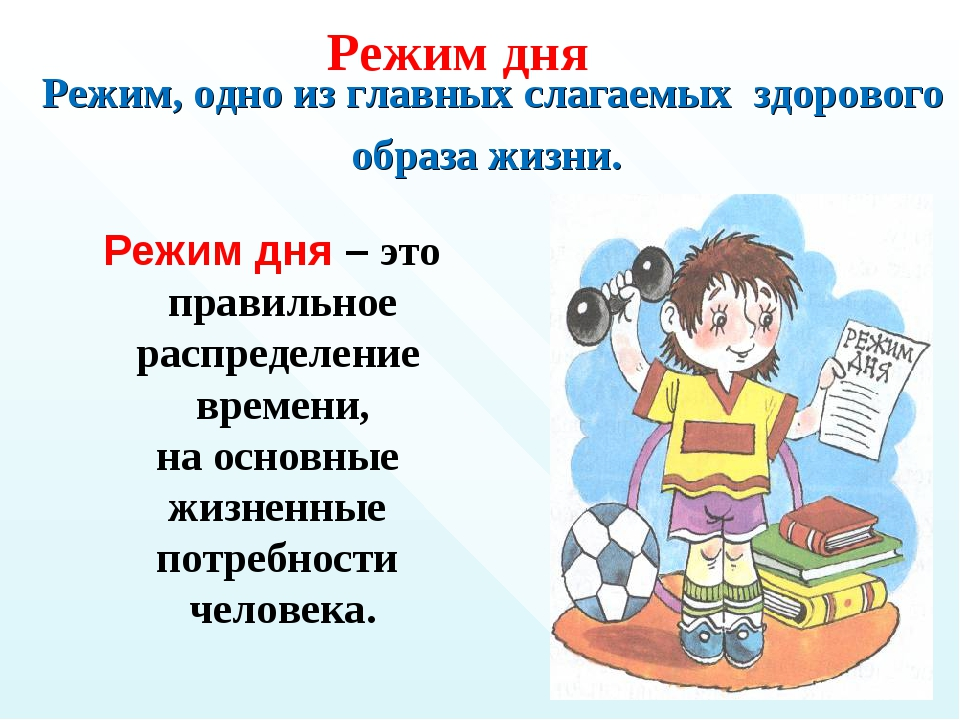 Режим дня
Режим, одно из главных слагаемых здорового
образа жизни.
Режим дня – это
правильное
распределение
времени,
на основные
жизненные
потребности
человека.
РЕЖИМ
ДНЯ